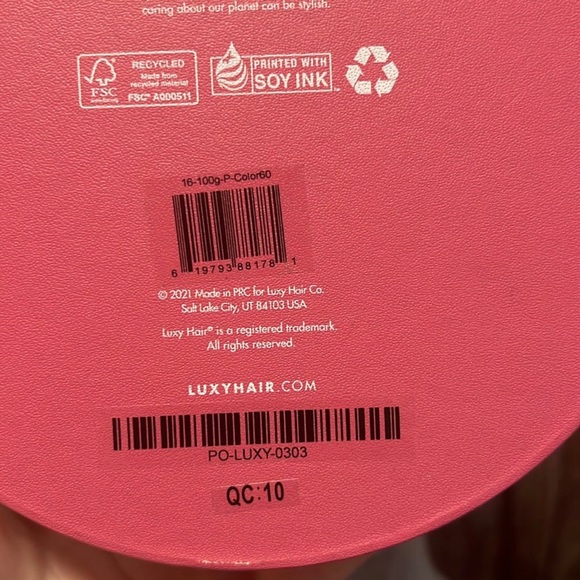 caring about our planet can be stylish.
FSC
RECYCLED
Made from
recycled material
FSC® A000511
PRINTED WITH
SOY INK™
16-100g-P-Color60
6 19793 88178 1
© 2021 Made in PRC for Luxy Hair Co.
Salt Lake City, UT 84103 USA
Luxy Hair® is a registered trademark.
All rights reserved.
LUXYHAIR.COM
PO-LUXY-0303
QC:10